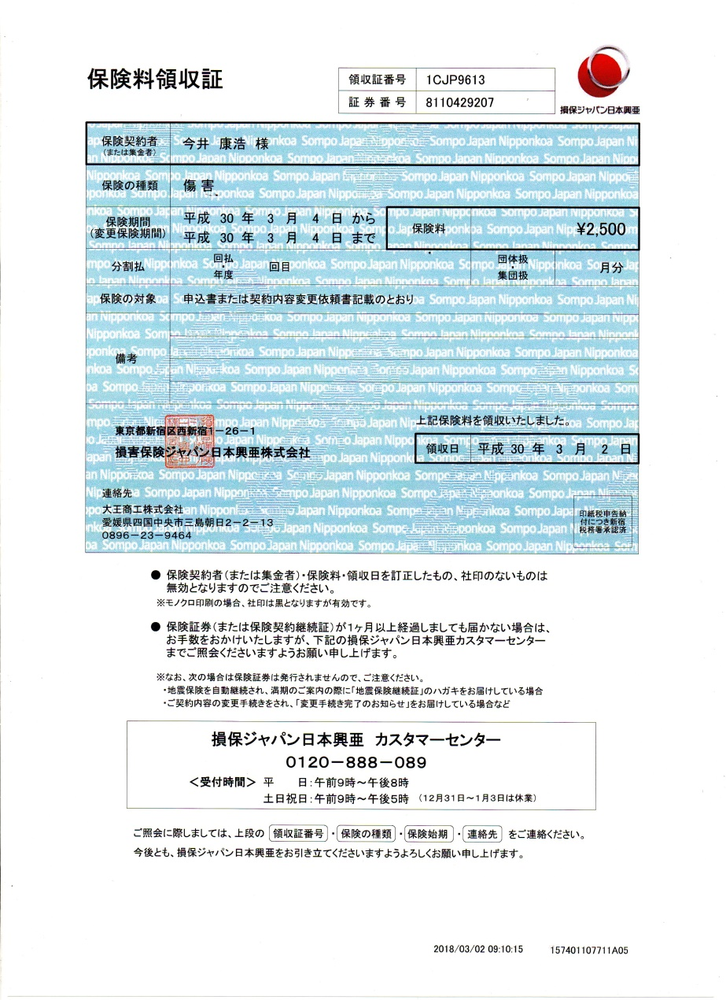 保険料領収証
領収証番号 1CJP9613
証券番号 8110429207
損保ジャパン日本興亜
保険契約者 今井 康浩 様
(または集金者)
保険の種類 傷害
保険期間 平成 30 年 3 月 4 日 から
(変更保険期間) 平成 30 年 3 月 4 日 まで
保険料 ¥2,500
分割払 回払・年度 回目 団体扱・集団扱 月分
保険の対象 申込書または契約内容変更依頼書記載のとおり
備考
上記保険料を領収いたしました。
東京都新宿区西新宿1-26-1
損害保険ジャパン日本興亜株式会社
領収日 平成 30 年 3 月 2 日
連絡先
大王商工株式会社
愛媛県四国中央市三島朝日2-2-13
0896-23-9464
印紙税申告納
付につき新宿
税務署承認済
● 保険契約者(または集金者)・保険料・領収日を訂正したもの、社印のないものは
無効となりますのでご注意ください。
※モノクロ印刷の場合、社印は黒となりますが有効です。
● 保険証券(または保険契約継続証)が1ヶ月以上経過しましても届かない場合は、
お手数をおかけいたしますが、下記の損保ジャパン日本興亜カスタマーセンター
までご照会くださいますようお願い申し上げます。
※なお、次の場合は保険証券は発行されませんので、ご注意ください。
・地震保険を自動継続され、満期のご案内の際に「地震保険継続証」のハガキをお届けしている場合
・ご契約内容の変更手続きをされ、「変更手続き完了のお知らせ」をお届けしている場合など
損保ジャパン日本興亜 カスタマーセンター
0120-888-089
<受付時間> 平 日:午前9時~午後8時
土日祝日:午前9時~午後5時 (12月31日~1月3日は休業)
ご照会に際しましては、上段の 領収証番号・保険の種類・保険始期・連絡先 をご連絡ください。
今後とも、損保ジャパン日本興亜をお引き立てくださいますようよろしくお願い申し上げます。
2018/03/02 09:10:15 157401107711A05